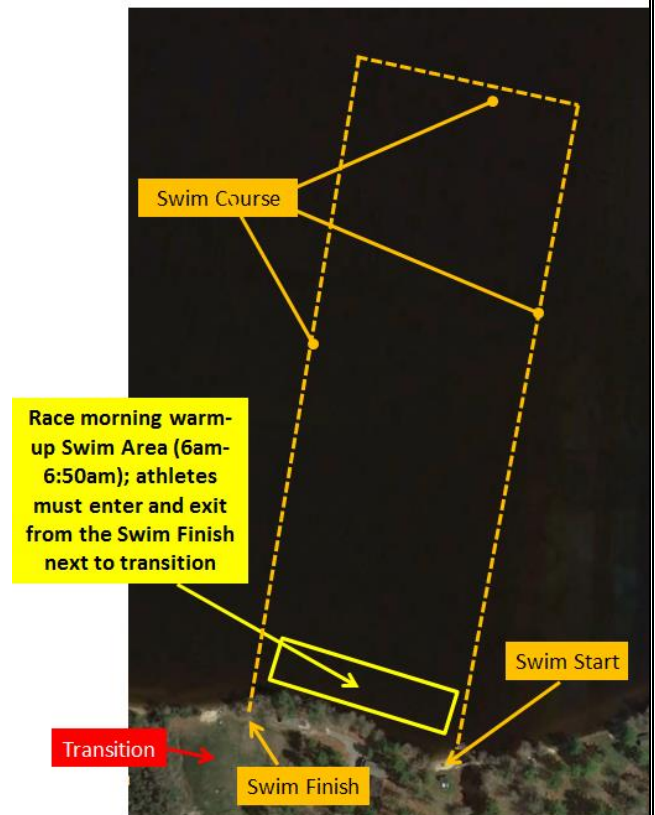 Swim Course
Race morning warm-
up Swim Area (6am-
6:50am); athletes
must enter and exit
from the Swim Finish
next to transition
Swim Start
Transition
Swim Finish